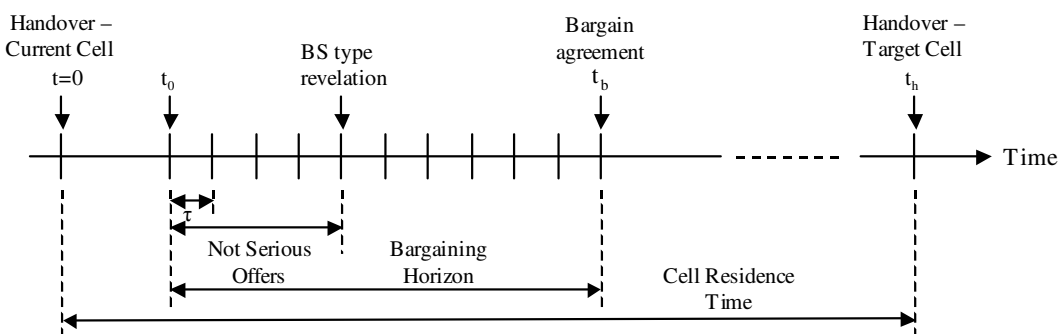 Handover –
Current Cell
t=0
t0
BS type
revelation
Bargain
agreement
tb
Handover –
Target Cell
th
Time
τ
Not Serious
Offers
Bargaining
Horizon
Cell Residence
Time